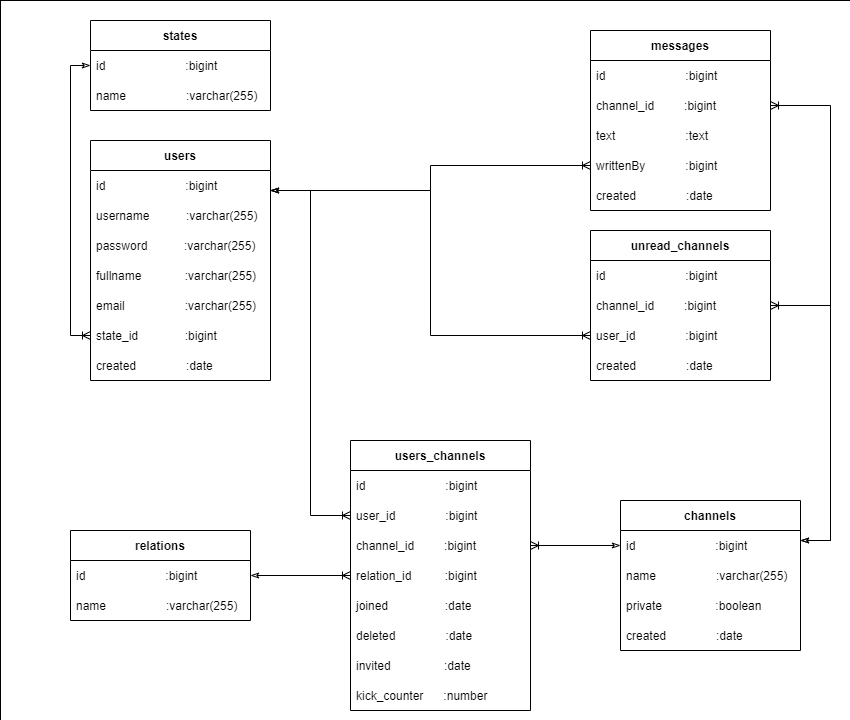 states
id :bigint
name :varchar(255)
users
id :bigint
username :varchar(255)
password :varchar(255)
fullname :varchar(255)
email :varchar(255)
state_id :bigint
created :date
messages
id :bigint
channel_id :bigint
text :text
writtenBy :bigint
created :date
unread_channels
id :bigint
channel_id :bigint
user_id :bigint
created :date
relations
id :bigint
name :varchar(255)
users_channels
id :bigint
user_id :bigint
channel_id :bigint
relation_id :bigint
joined :date
deleted :date
invited :date
kick_counter :number
channels
id :bigint
name :varchar(255)
private :boolean
created :date